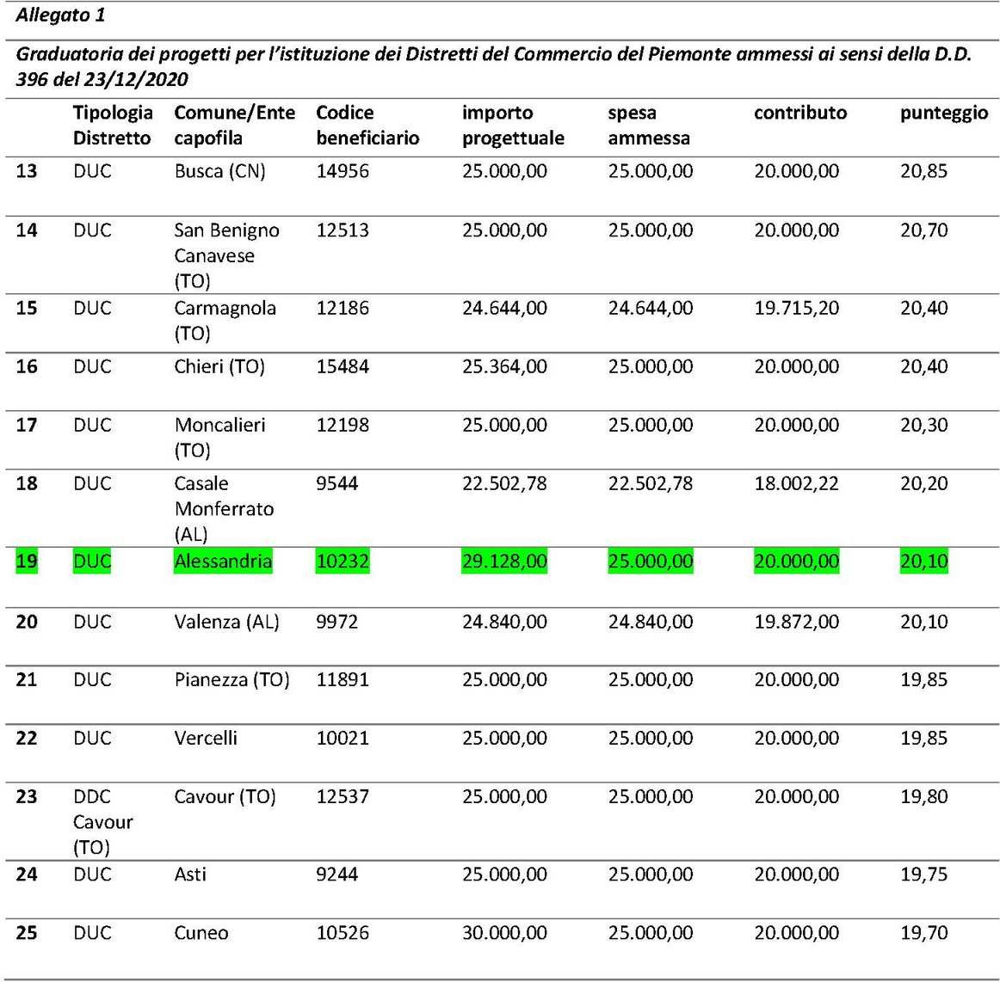 Allegato 1
Graduatoria dei progetti per l’istituzione dei Distretti del Commercio del Piemonte ammessi ai sensi della D.D.
396 del 23/12/2020
Tipologia Distretto Comune/Ente capofila Codice beneficiario importo progettuale spesa ammessa contributo punteggio
13 DUC Busca (CN) 14956 25.000,00 25.000,00 20.000,00 20,85
14 DUC San Benigno Canavese (TO) 12513 25.000,00 25.000,00 20.000,00 20,70
15 DUC Carmagnola (TO) 12186 24.644,00 24.644,00 19.715,20 20,40
16 DUC Chieri (TO) 15484 25.364,00 25.000,00 20.000,00 20,40
17 DUC Moncalieri (TO) 12198 25.000,00 25.000,00 20.000,00 20,30
18 DUC Casale Monferrato (AL) 9544 22.502,78 22.502,78 18.002,22 20,20
19 DUC Alessandria 10232 29.128,00 25.000,00 20.000,00 20,10
20 DUC Valenza (AL) 9972 24.840,00 24.840,00 19.872,00 20,10
21 DUC Pianezza (TO) 11891 25.000,00 25.000,00 20.000,00 19,85
22 DUC Vercelli 10021 25.000,00 25.000,00 20.000,00 19,85
23 DDC Cavour (TO) Cavour (TO) 12537 25.000,00 25.000,00 20.000,00 19,80
24 DUC Asti 9244 25.000,00 25.000,00 20.000,00 19,75
25 DUC Cuneo 10526 30.000,00 25.000,00 20.000,00 19,70